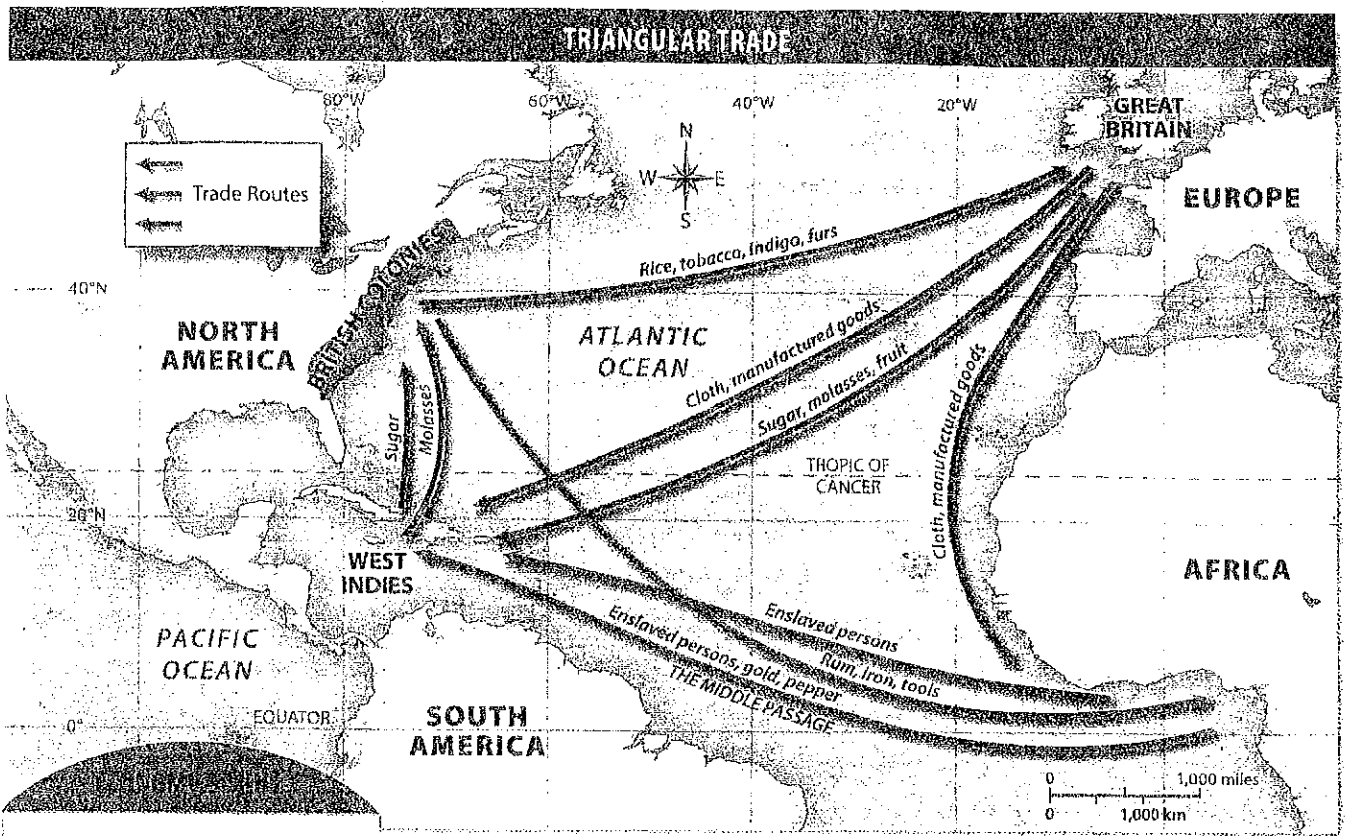 TRIANGULAR TRADE
80°W
60°W
40°W
20°W
GREAT
BRITAIN
N
W E
S
Trade Routes
EUROPE
Rice, tobacco, indigo, furs
BRITISH COLONIES
40°N
NORTH
AMERICA
ATLANTIC
OCEAN
Cloth, manufactured goods
Sugar, molasses, fruit
Cloth, manufactured goods
Sugar
Molasses
TROPIC OF
CANCER
20°N
WEST
INDIES
AFRICA
PACIFIC
OCEAN
Enslaved persons
Rum, iron, tools
Enslaved persons, gold, pepper
THE MIDDLE PASSAGE
EQUATOR
0°
SOUTH
AMERICA
0 1,000 miles
0 1,000 km